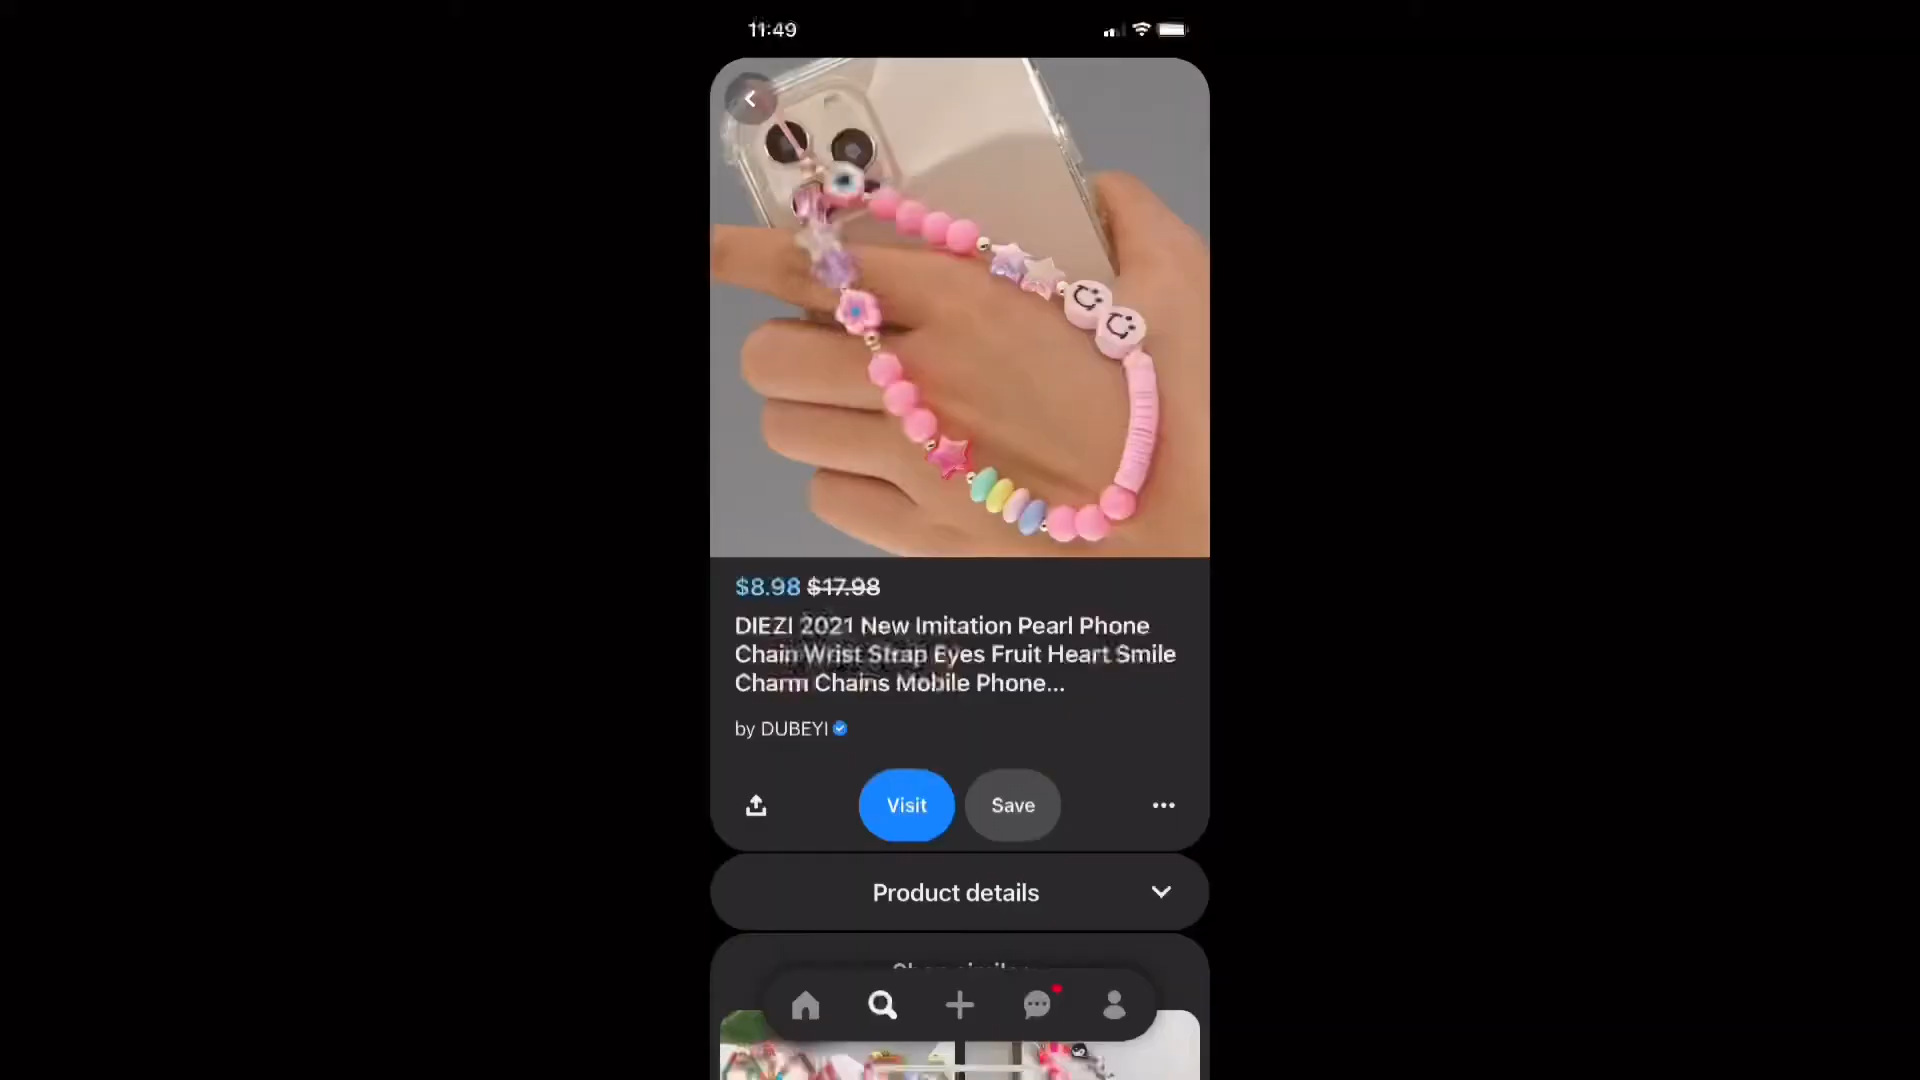 11:49
$8.98 $17.98
DIEZI 2021 New Imitation Pearl Phone
Chain Wrist Strap Eyes Fruit Heart Smile
Charm Chains Mobile Phone...
by DUBEYI
Visit
Save
Product details